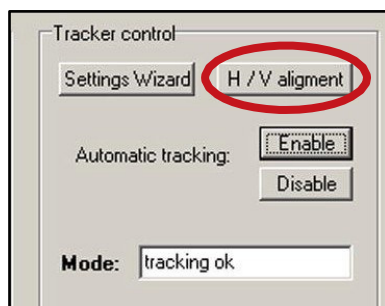 Tracker control
Settings Wizard H / V aligment
Automatic tracking: Enable
Disable
Mode: tracking ok